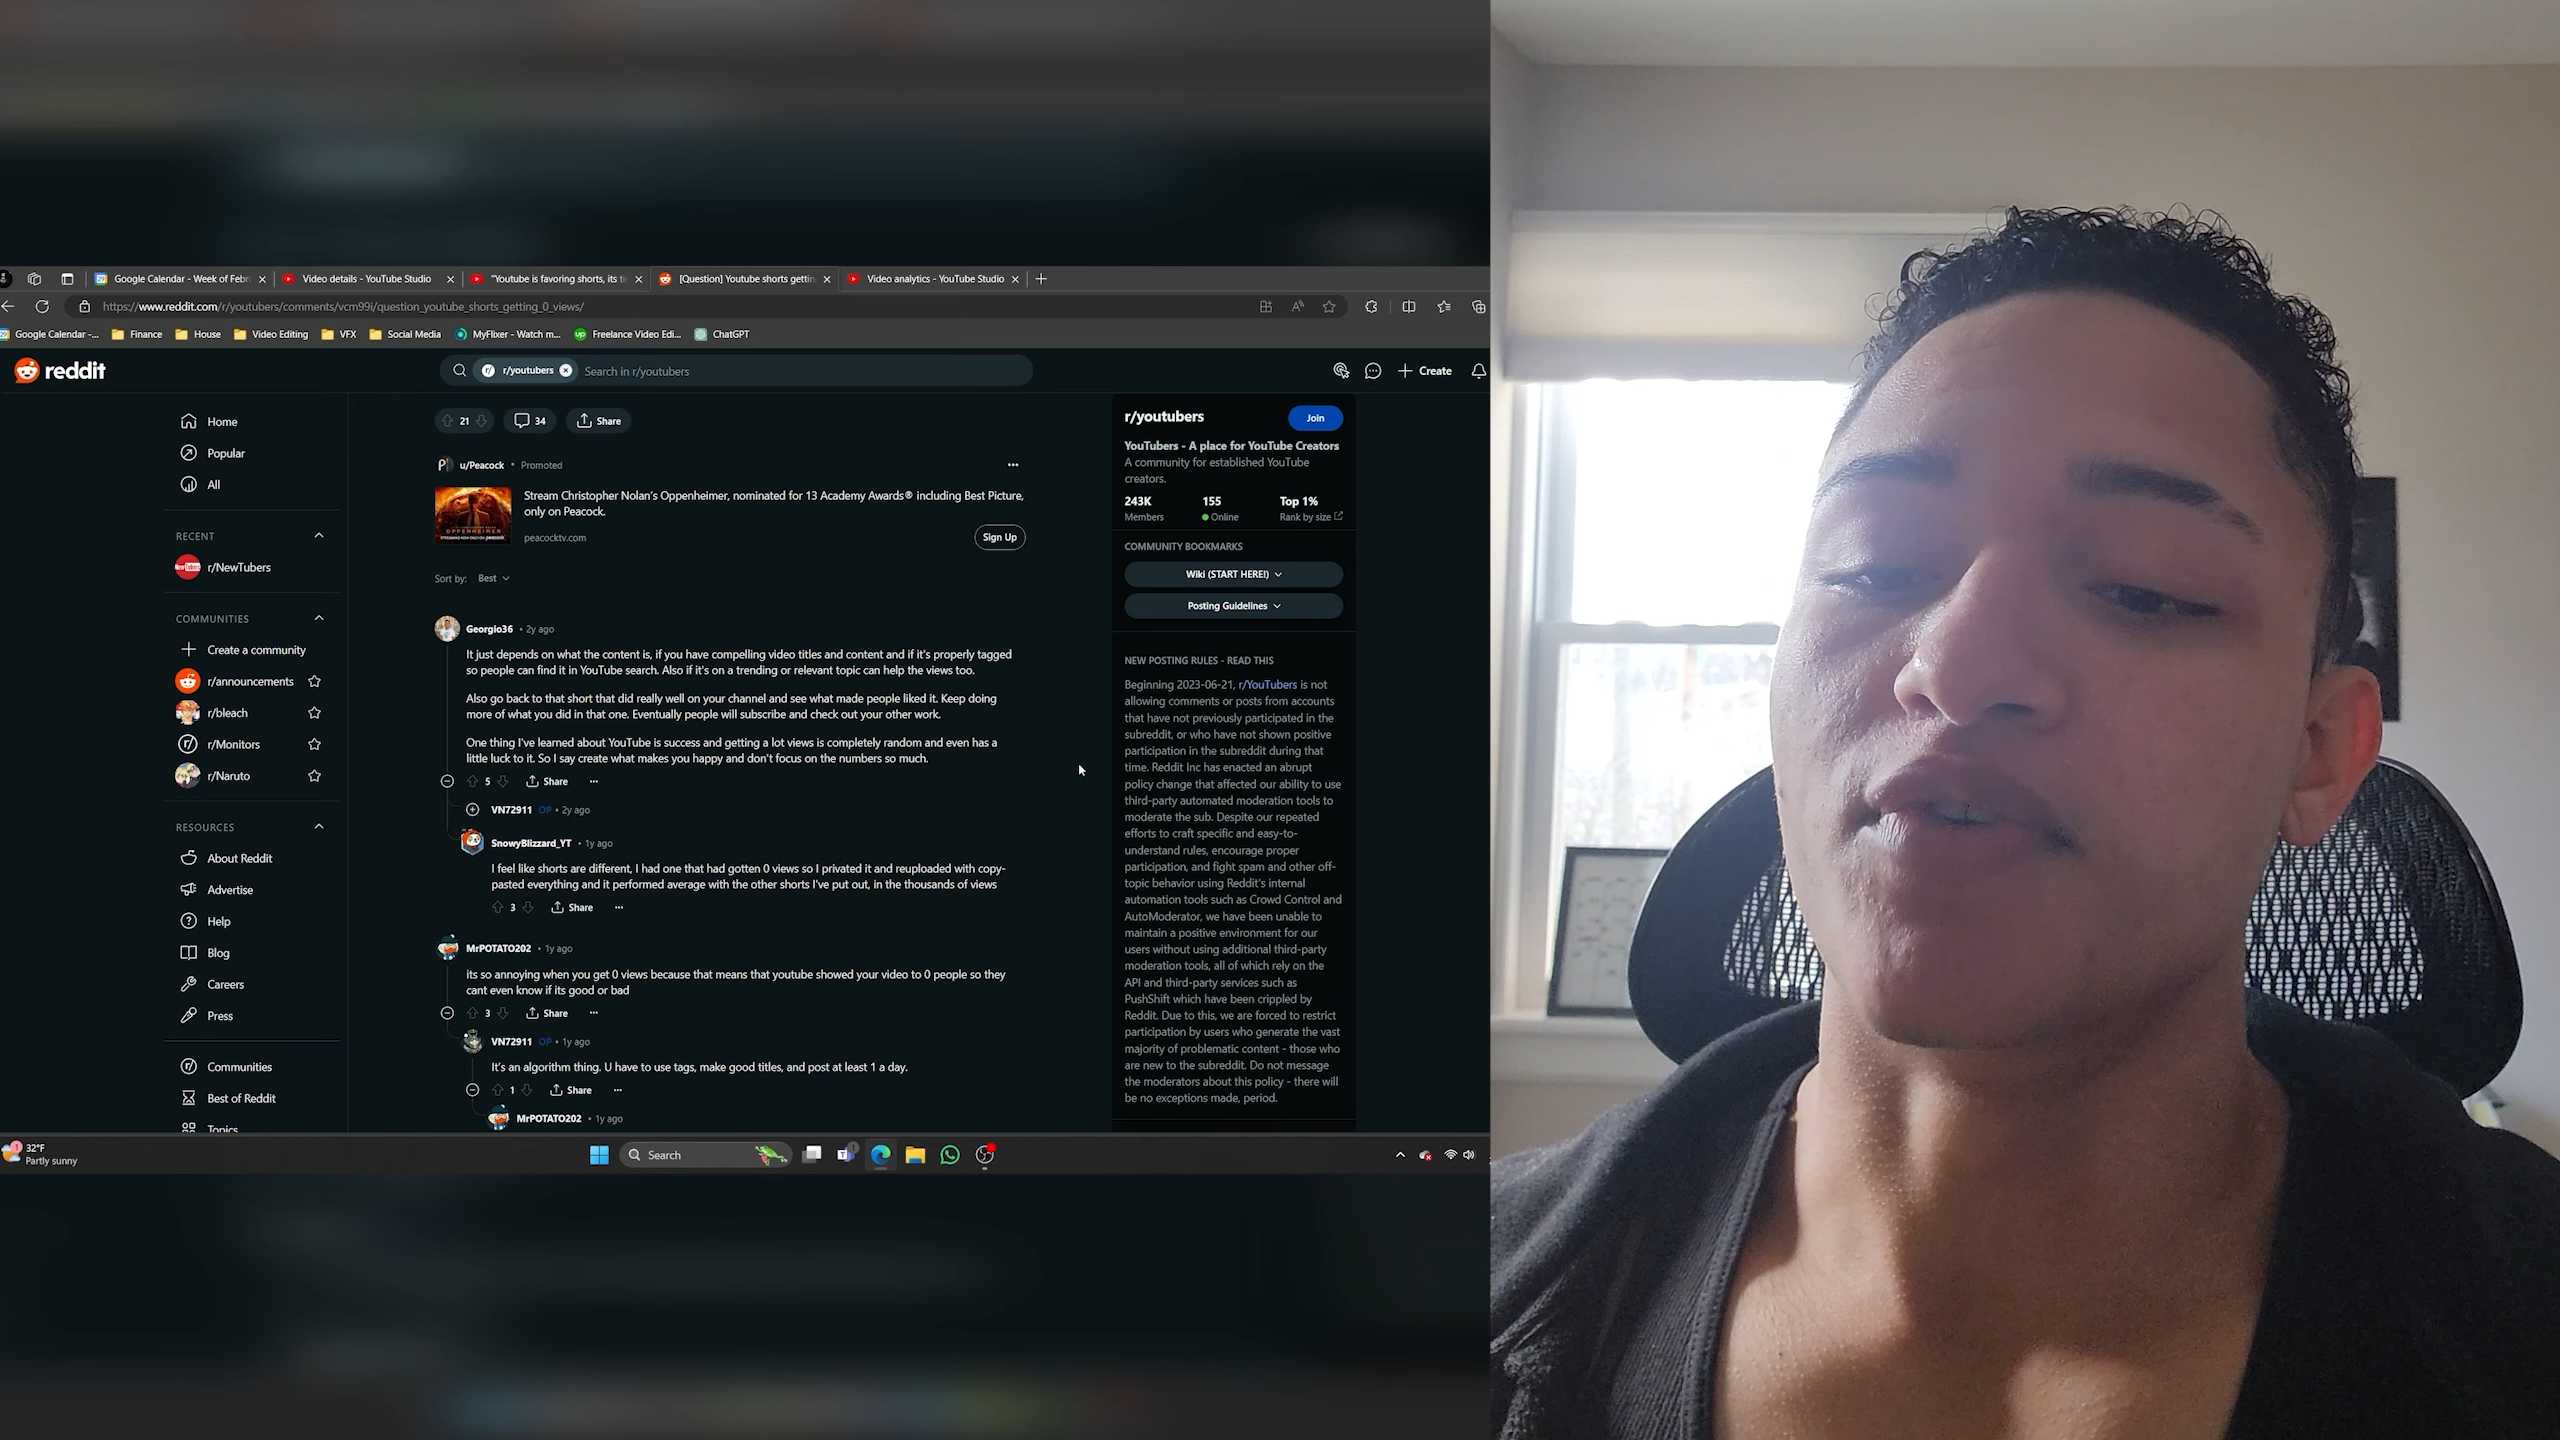 Google Calendar - Week of Febr
Video details - YouTube Studio
"Youtube is favoring shorts, its ti
[Question] Youtube shorts gettin
Video analytics - YouTube Studio
https://www.reddit.com/r/youtubers/comments/vcm99i/question_youtube_shorts_getting_0_views/
Google Calendar -...
Finance
House
Video Editing
VFX
Social Media
MyFlixer - Watch m...
Freelance Video Edi...
ChatGPT
reddit
r/youtubers
Search in r/youtubers
Create
Home
Popular
All
RECENT
r/NewTubers
COMMUNITIES
Create a community
r/announcements
r/bleach
r/Monitors
r/Naruto
RESOURCES
About Reddit
Advertise
Help
Blog
Careers
Press
Communities
Best of Reddit
Topics
21
34
Share
u/Peacock • Promoted
Stream Christopher Nolan's Oppenheimer, nominated for 13 Academy Awards® including Best Picture,
only on Peacock.
OPPENHEIMER
peacocktv.com
Sign Up
Sort by: Best
Georgio36 • 2y ago
It just depends on what the content is, if you have compelling video titles and content and if it's properly tagged
so people can find it in YouTube search. Also if it's on a trending or relevant topic can help the views too.
Also go back to that short that did really well on your channel and see what made people liked it. Keep doing
more of what you did in that one. Eventually people will subscribe and check out your other work.
One thing I've learned about YouTube is success and getting a lot views is completely random and even has a
little luck to it. So I say create what makes you happy and don't focus on the numbers so much.
5
Share
VN72911 OP • 2y ago
SnowyBlizzard_YT • 1y ago
I feel like shorts are different, I had one that had gotten 0 views so I privated it and reuploaded with copy-
pasted everything and it performed average with the other shorts I've put out, in the thousands of views
3
Share
MrPOTATO202 • 1y ago
its so annoying when you get 0 views because that means that youtube showed your video to 0 people so they
cant even know if its good or bad
3
Share
VN72911 OP • 1y ago
It's an algorithm thing. U have to use tags, make good titles, and post at least 1 a day.
1
Share
MrPOTATO202 • 1y ago
r/youtubers
Join
YouTubers - A place for YouTube Creators
A community for established YouTube
creators.
243K
155
Top 1%
Members
Online
Rank by size
COMMUNITY BOOKMARKS
Wiki (START HERE!)
Posting Guidelines
NEW POSTING RULES - READ THIS
Beginning 2023-06-21, r/YouTubers is not
allowing comments or posts from accounts
that have not previously participated in the
subreddit, or who have not shown positive
participation in the subreddit during that
time. Reddit Inc has enacted an abrupt
policy change that affected our ability to use
third-party automated moderation tools to
moderate the sub. Despite our repeated
efforts to craft specific and easy-to-
understand rules, encourage proper
participation, and fight spam and other off-
topic behavior using Reddit's internal
automation tools such as Crowd Control and
AutoModerator, we have been unable to
maintain a positive environment for our
users without using additional third-party
moderation tools, all of which rely on the
API and third-party services such as
PushShift which have been crippled by
Reddit. Due to this, we are forced to restrict
participation by users who generate the vast
majority of problematic content - those who
are new to the subreddit. Do not message
the moderators about this policy - there will
be no exceptions made, period.
32°F
Partly sunny
Search